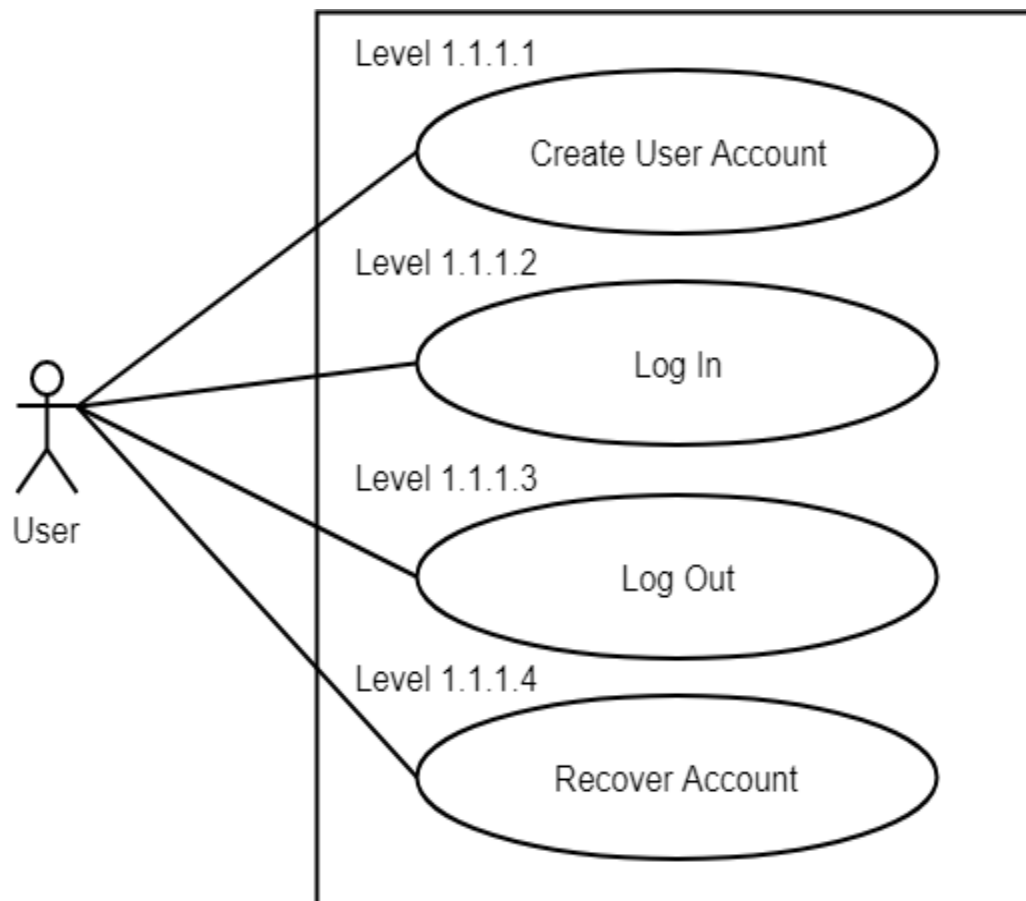 Level 1.1.1.1
Create User Account
Level 1.1.1.2
Log In
User
Level 1.1.1.3
Log Out
Level 1.1.1.4
Recover Account